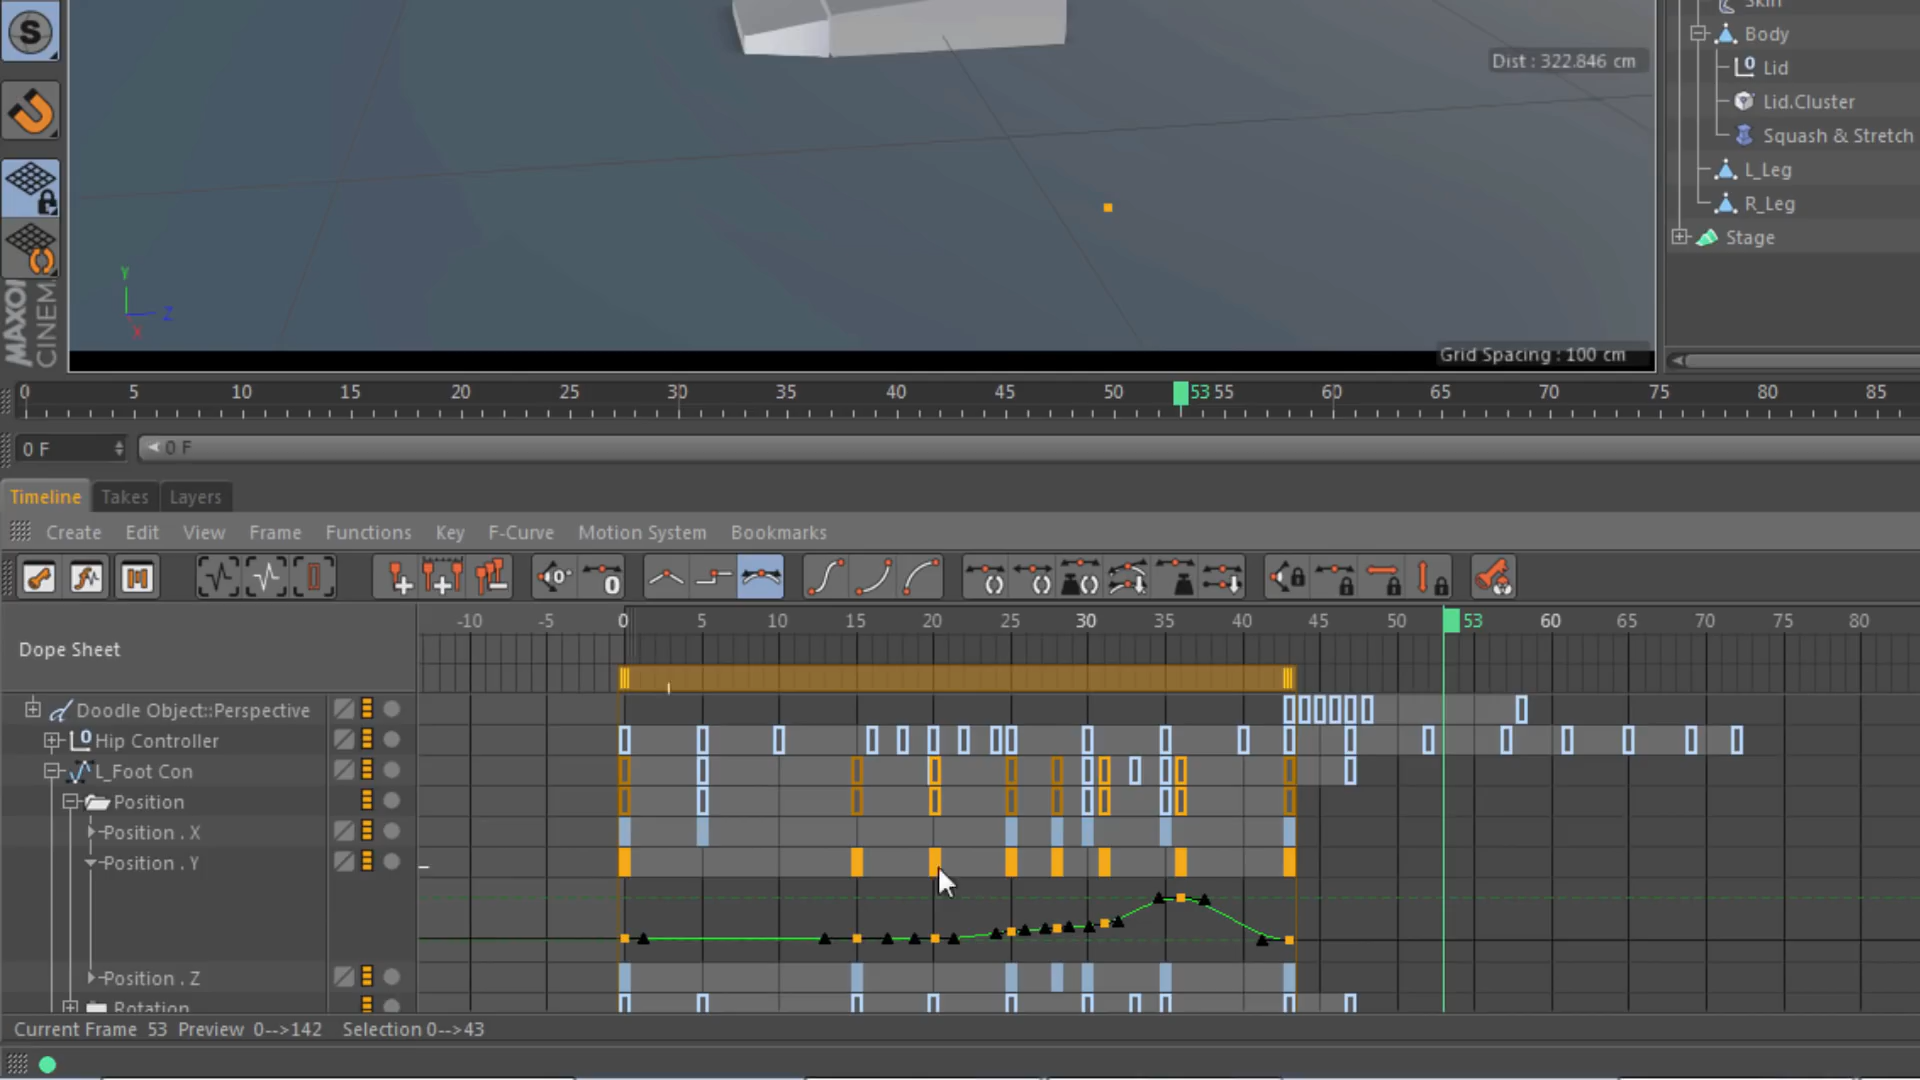 Skin
Body
Lid
Lid.Cluster
Squash & Stretch
L_Leg
R_Leg
Stage
S
Dist : 322.846 cm
Y
Z
X
Grid Spacing : 100 cm
MAXO
CINEM
0 5 10 15 20 25 30 35 40 45 50 53 55 60 65 70 75 80 85
0 F 0 F
Timeline Takes Layers
Create Edit View Frame Functions Key F-Curve Motion System Bookmarks
Dope Sheet
-10 -5 0 5 10 15 20 25 30 35 40 45 50 53 60 65 70 75 80
Doodle Object::Perspective
Hip Controller
L_Foot Con
Position
Position . X
Position . Y
Position . Z
Rotation
Current Frame 53 Preview 0-->142 Selection 0-->43